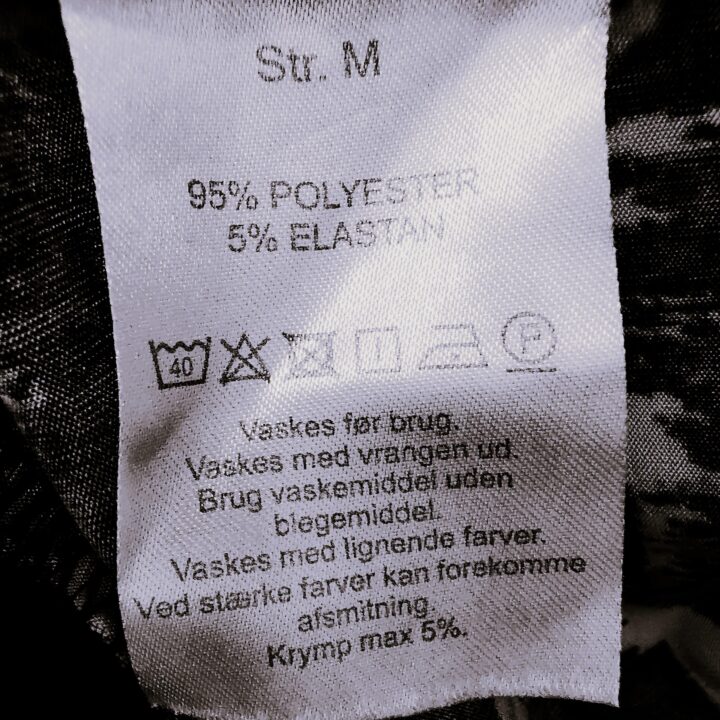 Str. M
95% POLYESTER
5% ELASTAN
40 P
Vaskes før brug.
Vaskes med vrangen ud.
Brug vaskemiddel uden
blegemiddel.
Vaskes med lignende farver.
Ved stærke farver kan forekomme
afsmitning.
Krymp max 5%.